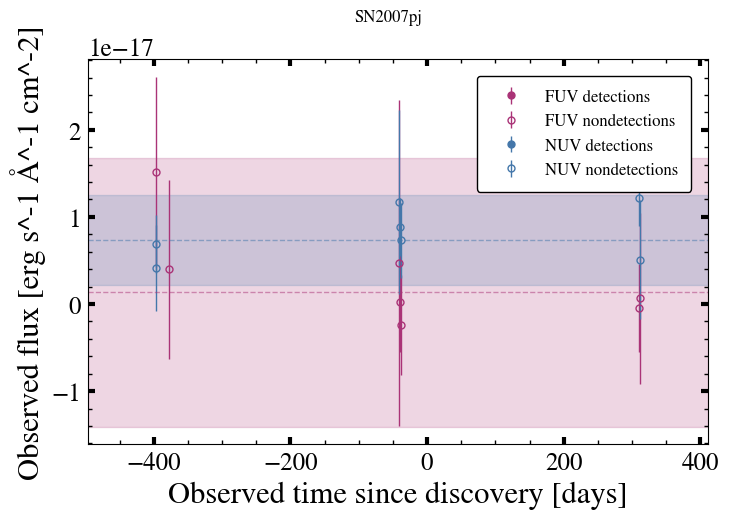 SN2007pj
1e−17
Observed flux [erg s^-1 Å^-1 cm^-2]
2
1
0
−1
FUV detections
FUV nondetections
NUV detections
NUV nondetections
−400 −200 0 200 400
Observed time since discovery [days]